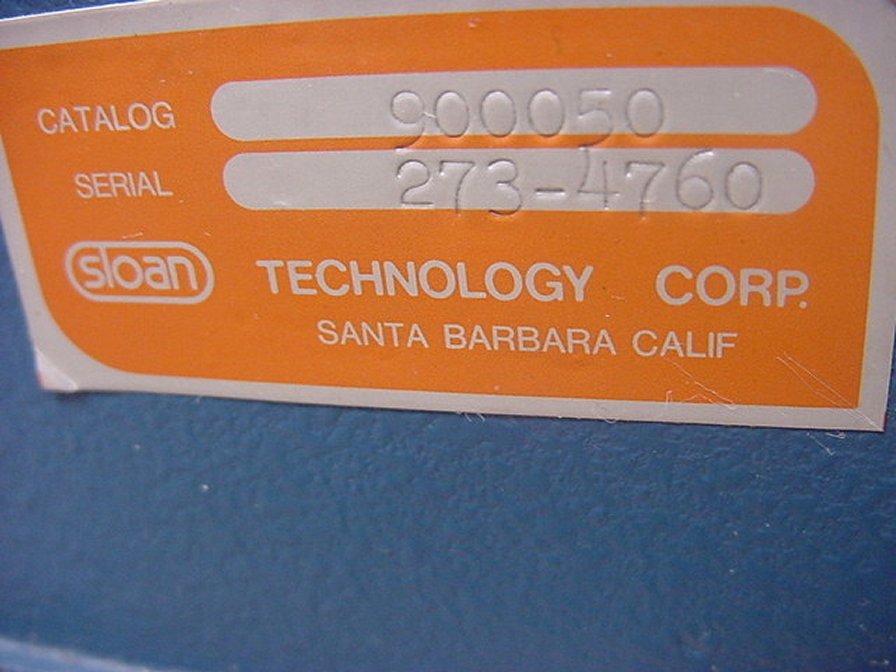 CATALOG 900050
SERIAL 273-4760
sloan TECHNOLOGY CORP.
SANTA BARBARA CALIF